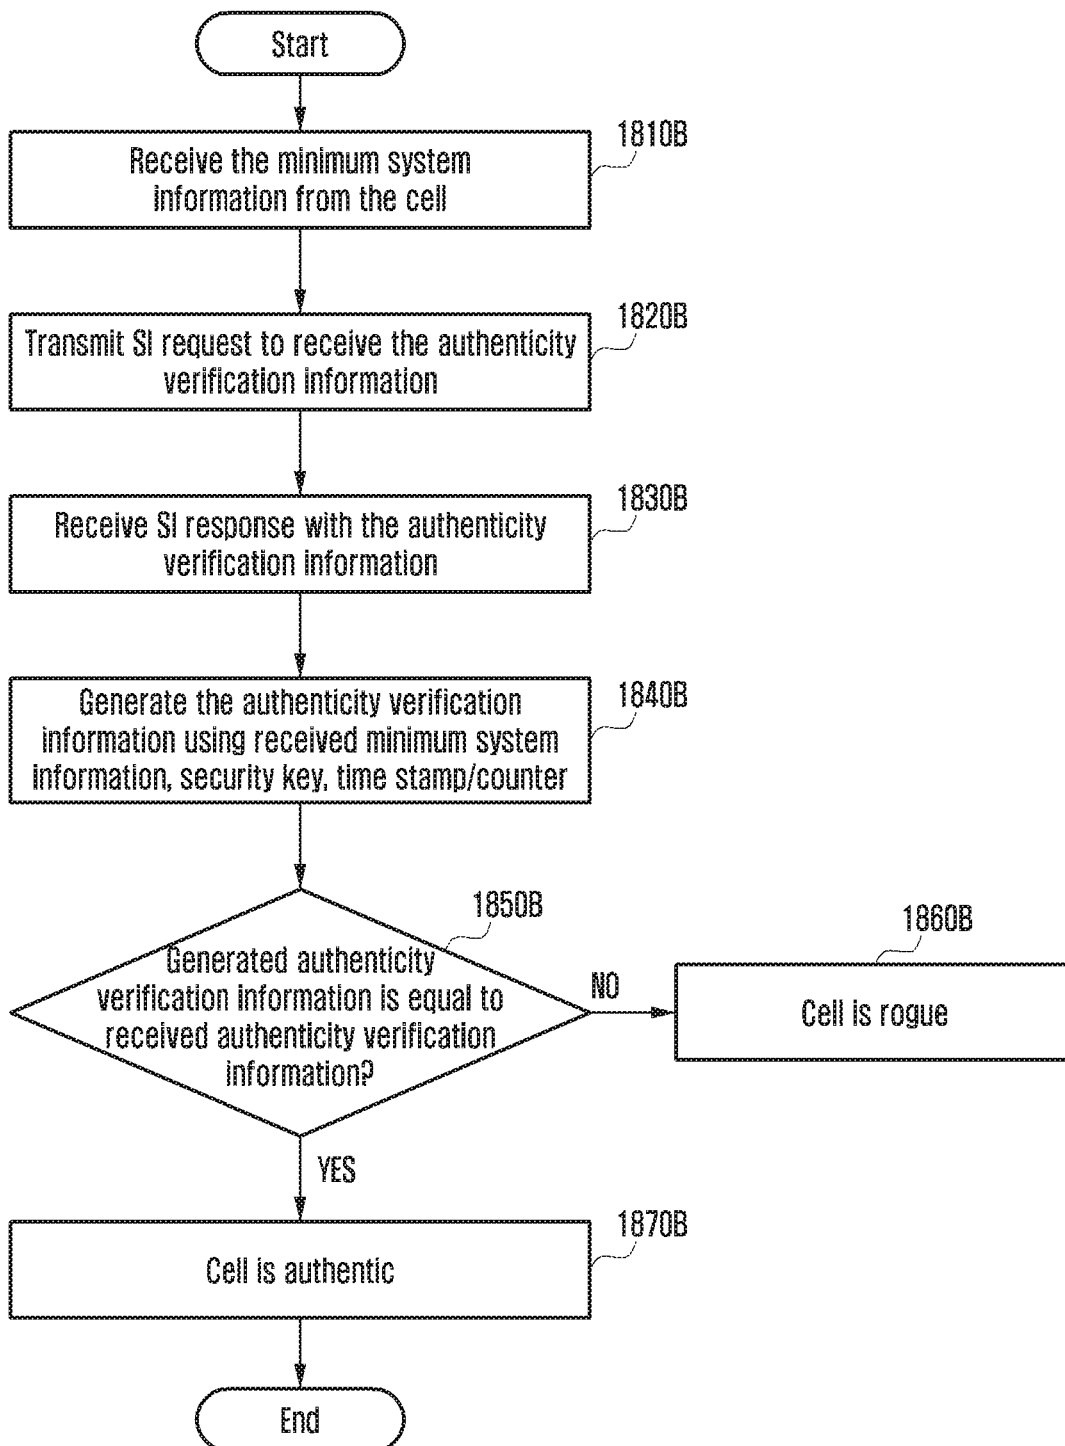 Start
1810B
Receive the minimum system
information from the cell
1820B
Transmit SI request to receive the authenticity
verification information
1830B
Receive SI response with the authenticity
verification information
1840B
Generate the authenticity verification
information using received minimum system
information, security key, time stamp/counter
1850B
Generated authenticity
verification information is equal to
received authenticity verification
information?
NO
1860B
Cell is rogue
YES
1870B
Cell is authentic
End